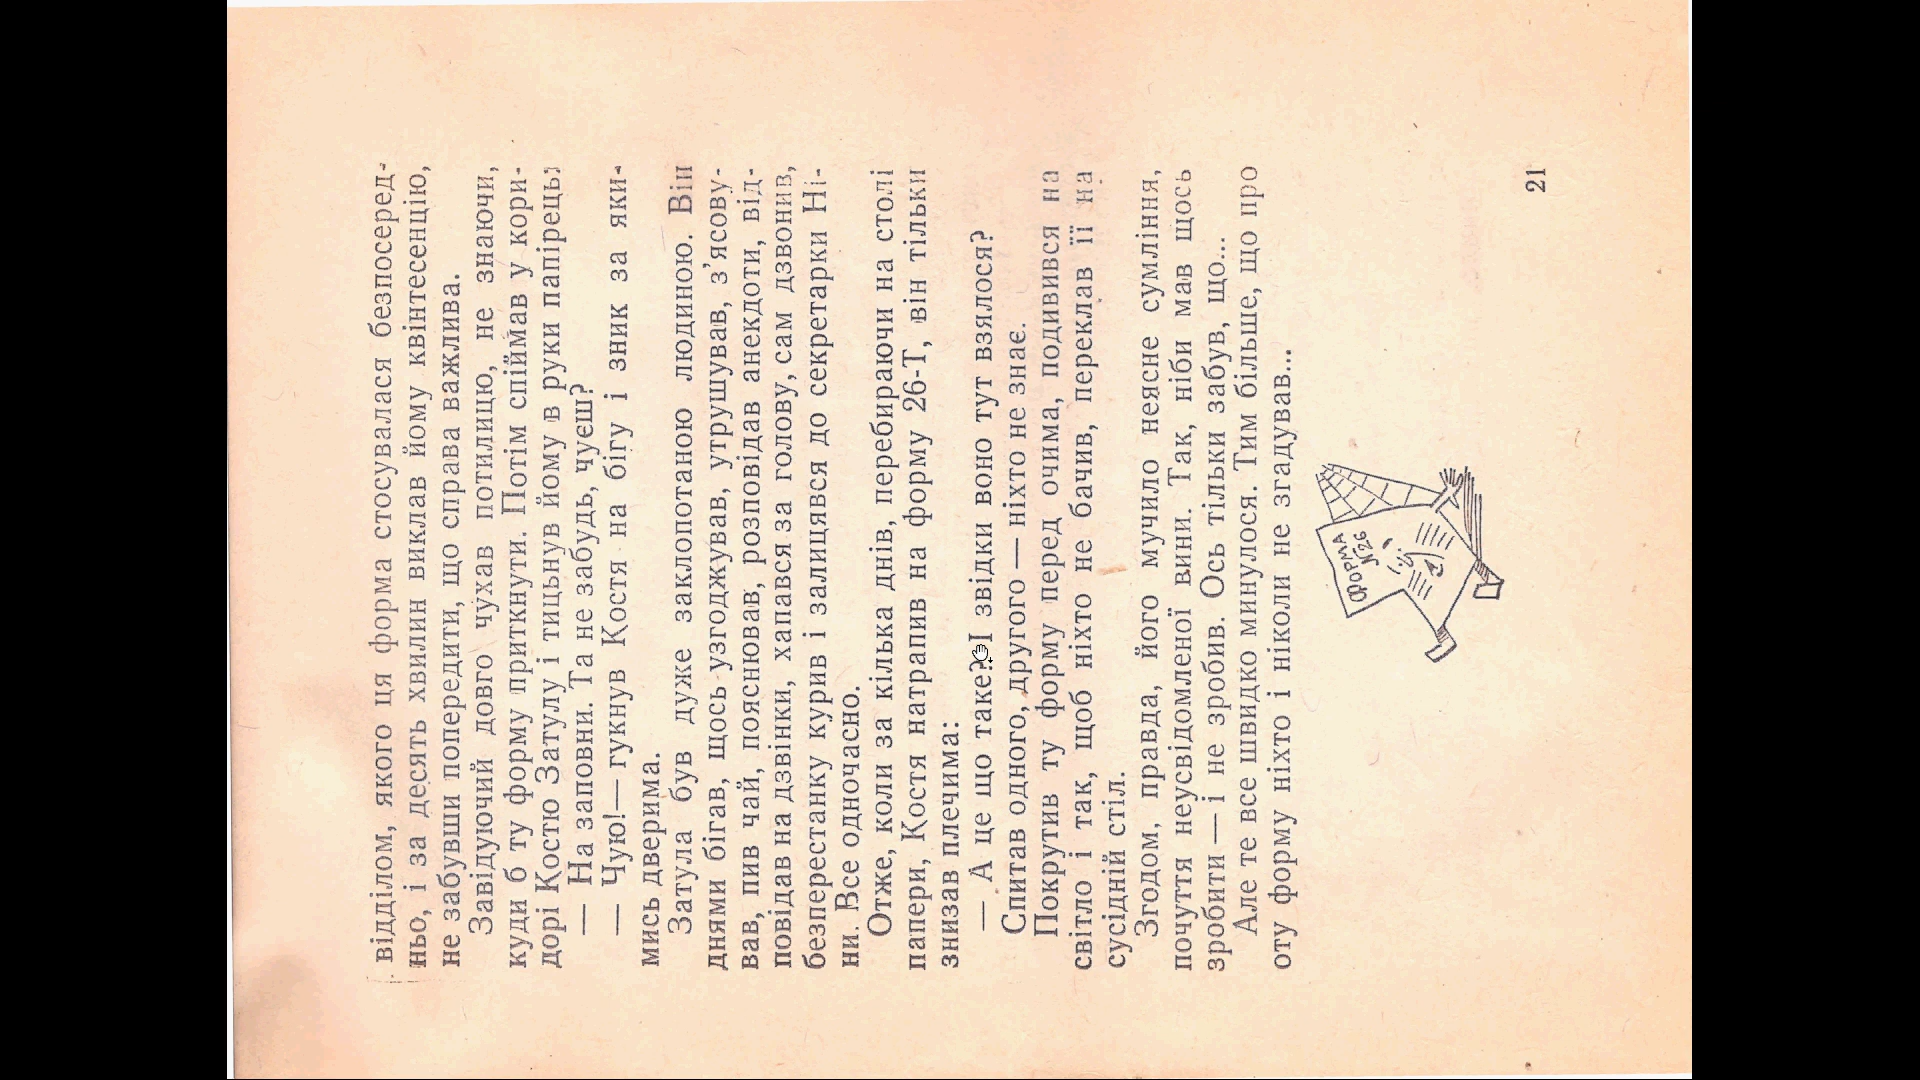 відділом, якого ця форма стосувалася безпосеред-
ньо, і за десять хвилин виклав йому квінтесенцію,
не забувши попередити, що справа важлива.
Завідуючий довго чухав потилицю, не знаючи,
куди б ту форму приткнути. Потім спіймав у кори-
дорі Костю Затулу і тицьнув йому в руки папірець:
— На заповни. Та не забудь, чуєш?
— Чую! — гукнув Костя на бігу і зник за яки-
мись дверима.
Затула був дуже заклопотаною людиною. Він
днями бігав, щось узгоджував, утрушував, з'ясову-
вав, пив чай, пояснював, розповідав анекдоти, від-
повідав на дзвінки, хапався за голову, сам дзвонив,
безперестанку курив і залицявся до секретарки Ні-
ни. Все одночасно.
Отже, коли за кілька днів, перебираючи на столі
папери, Костя натрапив на форму 26-Т, він тільки
знизав плечима:
— А це що таке? І звідки воно тут взялося?
Спитав одного, другого — ніхто не знає.
Покрутив ту форму перед очима, подивився на
світло і так, щоб ніхто не бачив, переклав її на
сусідній стіл.
Згодом, правда, його мучило неясне сумління,
почуття неусвідомленої вини. Так, ніби мав щось
зробити — і не зробив. Ось тільки забув, що...
Але те все швидко минулося. Тим більше, що про
оту форму ніхто і ніколи не згадував...
ФОРМА
№26
21